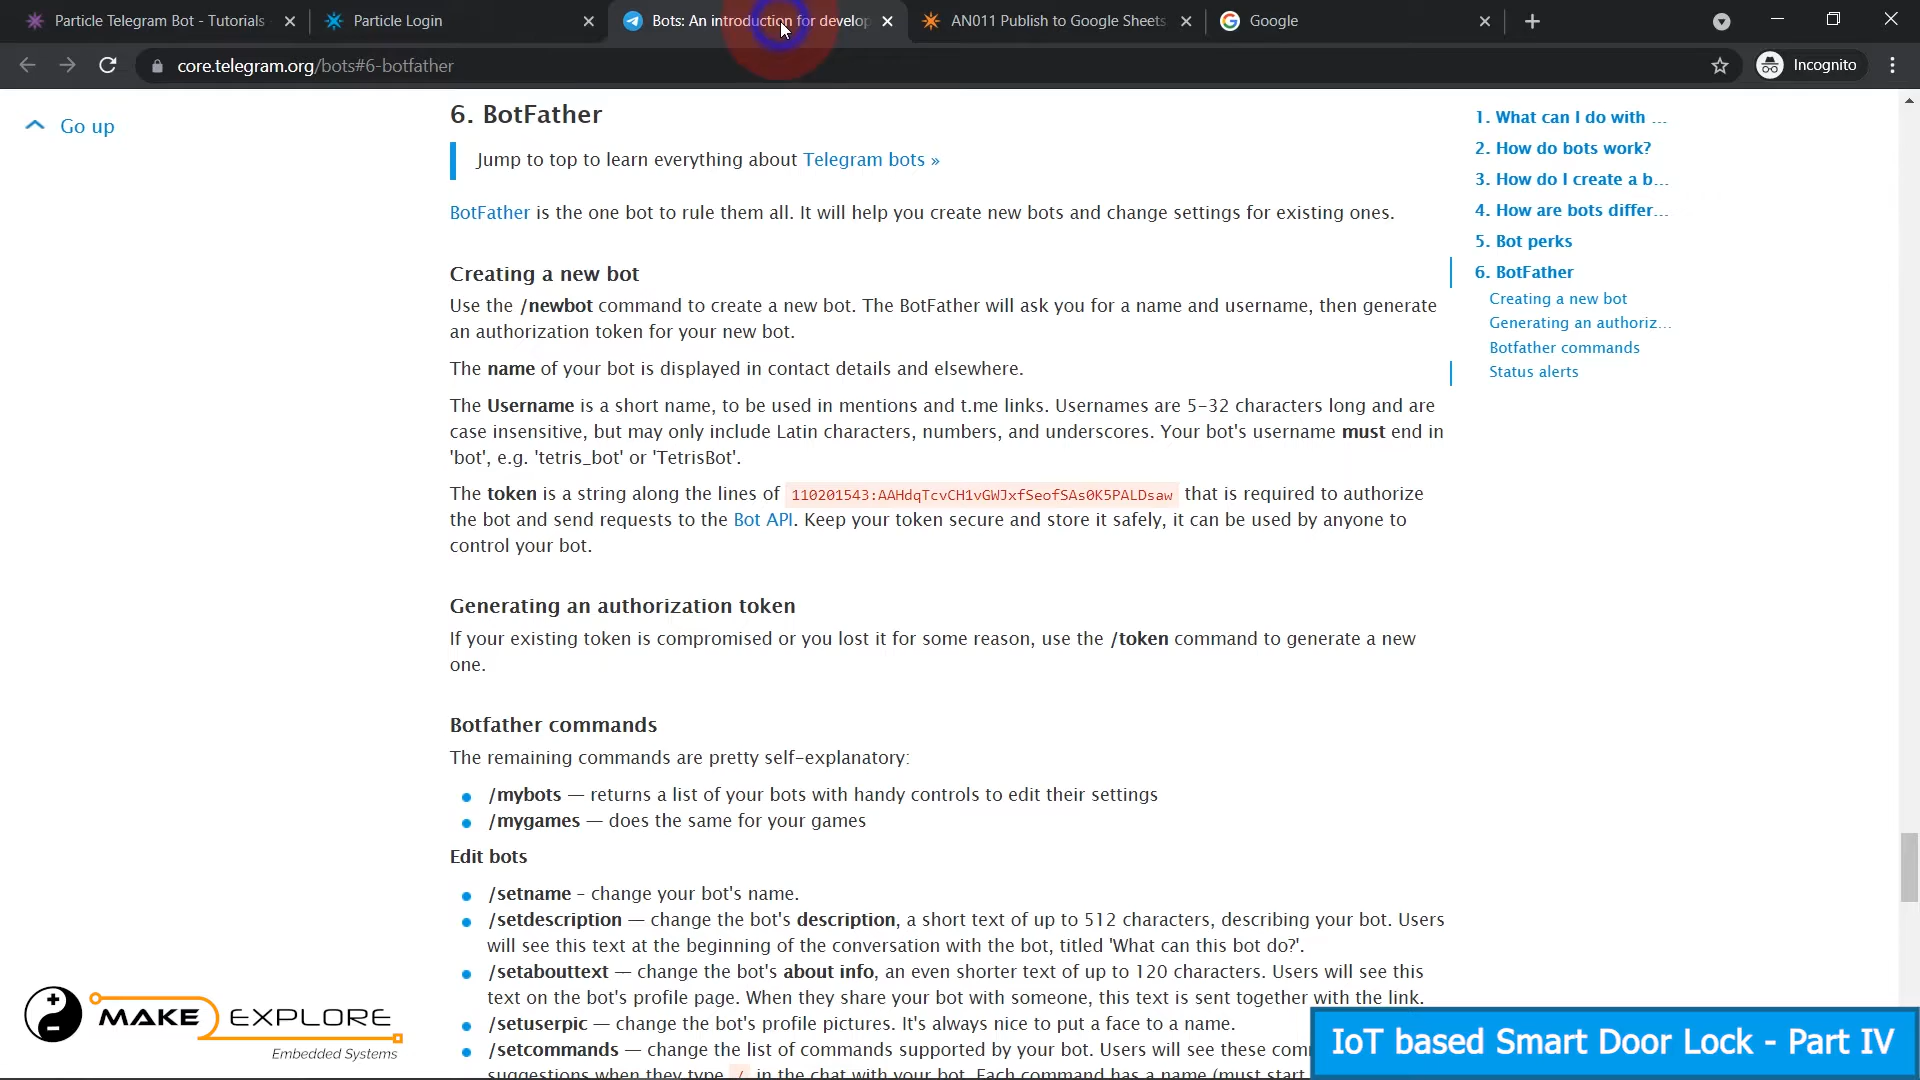 Particle Telegram Bot - Tutorials
Particle Login
Bots: An introduction for develop
AN011 Publish to Google Sheets
Google
core.telegram.org/bots#6-botfather
Incognito
Go up
6. BotFather
Jump to top to learn everything about Telegram bots »
BotFather is the one bot to rule them all. It will help you create new bots and change settings for existing ones.
Creating a new bot
Use the /newbot command to create a new bot. The BotFather will ask you for a name and username, then generate
an authorization token for your new bot.
The name of your bot is displayed in contact details and elsewhere.
The Username is a short name, to be used in mentions and t.me links. Usernames are 5-32 characters long and are
case insensitive, but may only include Latin characters, numbers, and underscores. Your bot's username must end in
'bot', e.g. 'tetris_bot' or 'TetrisBot'.
The token is a string along the lines of 110201543:AAHdqTcvCH1vGWJxfSeofSAs0K5PALDsaw that is required to authorize
the bot and send requests to the Bot API. Keep your token secure and store it safely, it can be used by anyone to
control your bot.
Generating an authorization token
If your existing token is compromised or you lost it for some reason, use the /token command to generate a new
one.
Botfather commands
The remaining commands are pretty self-explanatory:
/mybots — returns a list of your bots with handy controls to edit their settings
/mygames — does the same for your games
Edit bots
/setname – change your bot's name.
/setdescription — change the bot's description, a short text of up to 512 characters, describing your bot. Users
will see this text at the beginning of the conversation with the bot, titled 'What can this bot do?'.
/setabouttext — change the bot's about info, an even shorter text of up to 120 characters. Users will see this
text on the bot's profile page. When they share your bot with someone, this text is sent together with the link.
/setuserpic — change the bot's profile pictures. It's always nice to put a face to a name.
/setcommands — change the list of commands supported by your bot. Users will see these com
suggestions when they type / in the chat with your bot. Each command has a name (must start
1. What can I do with ...
2. How do bots work?
3. How do I create a b...
4. How are bots differ...
5. Bot perks
6. BotFather
Creating a new bot
Generating an authoriz...
Botfather commands
Status alerts
MAKE EXPLORE
Embedded Systems
IoT based Smart Door Lock - Part IV